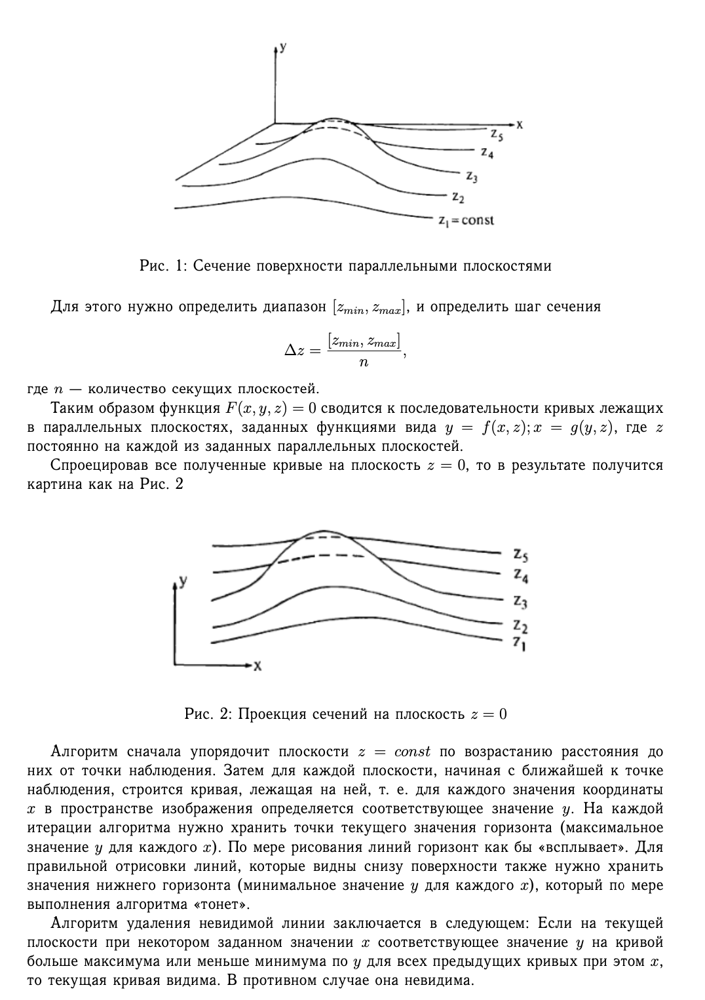 y
x
z₅
z₄
z₃
z₂
z₁ = const
Рис. 1: Сечение поверхности параллельными плоскостями
Для этого нужно определить диапазон [z_min, z_max], и определить шаг сечения
Δz = [z_min, z_max] / n,
где n — количество секущих плоскостей.
Таким образом функция F(x, y, z) = 0 сводится к последовательности кривых лежащих
в параллельных плоскостях, заданных функциями вида y = f(x, z); x = g(y, z), где z
постоянно на каждой из заданных параллельных плоскостей.
Спроецировав все полученные кривые на плоскость z = 0, то в результате получится
картина как на Рис. 2
z₅
z₄
y
z₃
z₂
z₁
x
Рис. 2: Проекция сечений на плоскость z = 0
Алгоритм сначала упорядочит плоскости z = const по возрастанию расстояния до
них от точки наблюдения. Затем для каждой плоскости, начиная с ближайшей к точке
наблюдения, строится кривая, лежащая на ней, т. е. для каждого значения координаты
x в пространстве изображения определяется соответствующее значение y. На каждой
итерации алгоритма нужно хранить точки текущего значения горизонта (максимальное
значение y для каждого x). По мере рисования линий горизонт как бы «всплывает». Для
правильной отрисовки линий, которые видны снизу поверхности также нужно хранить
значения нижнего горизонта (минимальное значение y для каждого x), который по мере
выполнения алгоритма «тонет».
Алгоритм удаления невидимой линии заключается в следующем: Если на текущей
плоскости при некотором заданном значении x соответствующее значение y на кривой
больше максимума или меньше минимума по y для всех предыдущих кривых при этом x,
то текущая кривая видима. В противном случае она невидима.